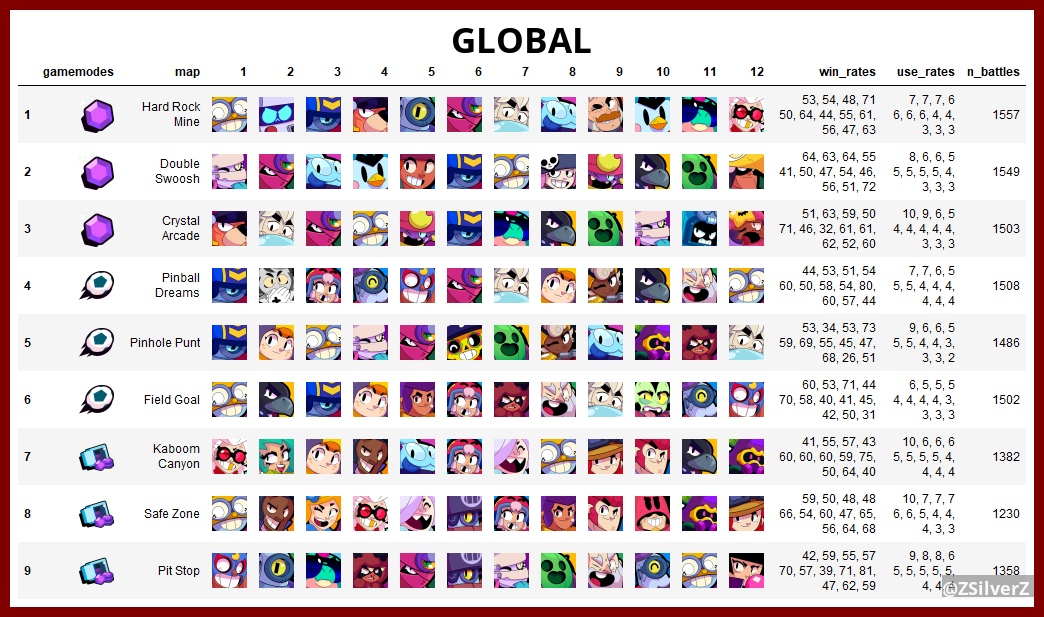 GLOBAL
gamemodes map 1 2 3 4 5 6 7 8 9 10 11 12 win_rates use_rates n_battles
1 Hard Rock Mine 53, 54, 48, 71 50, 64, 44, 55, 61, 56, 47, 63 7, 7, 7, 6 6, 6, 6, 4, 4, 3, 3, 3 1557
2 Double Swoosh 64, 63, 64, 55 41, 50, 47, 54, 46, 56, 51, 72 8, 6, 6, 5 5, 5, 5, 5, 4, 3, 3, 3 1549
3 Crystal Arcade 51, 63, 59, 50 71, 46, 32, 61, 61, 62, 52, 60 10, 9, 6, 5 4, 4, 4, 4, 4, 3, 3, 3 1503
4 Pinball Dreams 44, 53, 51, 54 60, 50, 58, 54, 80, 60, 57, 44 7, 7, 6, 5 5, 5, 4, 4, 4, 4, 4, 4 1508
5 Pinhole Punt 53, 34, 53, 73 59, 69, 55, 45, 47, 68, 26, 51 9, 6, 6, 5 5, 5, 4, 4, 3, 3, 3, 2 1486
6 Field Goal 60, 53, 71, 44 70, 58, 40, 41, 45, 42, 50, 31 6, 5, 5, 5 4, 4, 4, 4, 3, 3, 3, 3 1502
7 Kaboom Canyon 41, 55, 57, 43 60, 60, 60, 59, 75, 50, 64, 40 10, 6, 6, 6 5, 5, 5, 5, 4, 4, 4, 4 1382
8 Safe Zone 59, 50, 48, 48 66, 54, 60, 47, 65, 56, 64, 68 10, 7, 7, 7 6, 6, 5, 4, 4, 4, 3, 3 1230
9 Pit Stop 42, 59, 55, 57 70, 57, 39, 71, 81, 47, 62, 59 9, 8, 8, 6 5, 5, 5, 5, 5, 4, 1358
@ZSilverZ